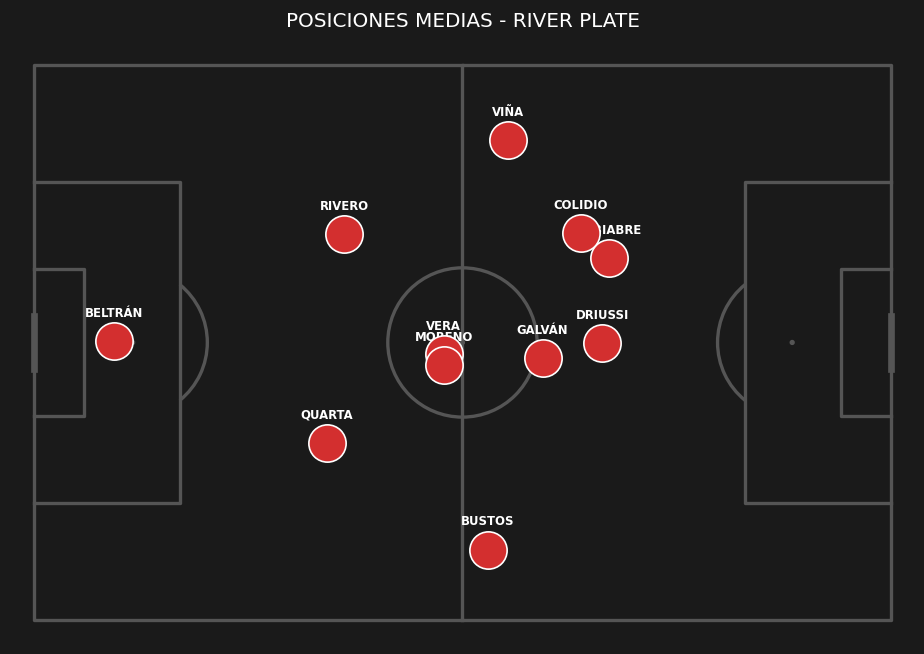 POSICIONES MEDIAS - RIVER PLATE
VIÑA
COLIDIO
RIVERO
BELTRÁN
DRIUSSI
VERA
GALVÁN
MORENO
QUARTA
BUSTOS